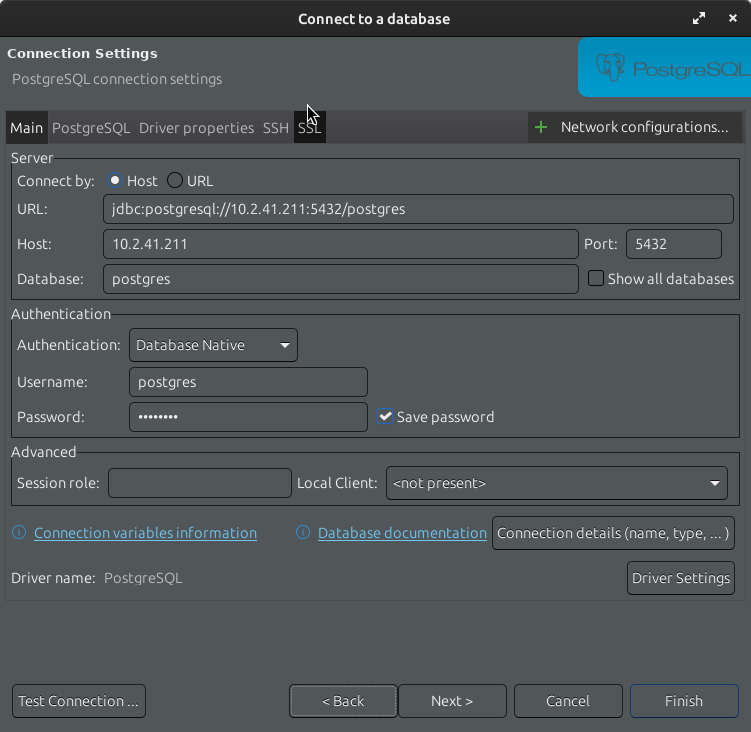 Connect to a database
Connection Settings
PostgreSQL connection settings
PostgreSQL
Main PostgreSQL Driver properties SSH SSL
Network configurations...
Server
Connect by: Host URL
URL: jdbc:postgresql://10.2.41.211:5432/postgres
Host: 10.2.41.211 Port: 5432
Database: postgres Show all databases
Authentication
Authentication: Database Native
Username: postgres
Password: ••••••••  Save password
Advanced
Session role: Local Client: <not present>
Connection variables information Database documentation Connection details (name, type, ... )
Driver name: PostgreSQL Driver Settings
Test Connection ... < Back Next > Cancel Finish